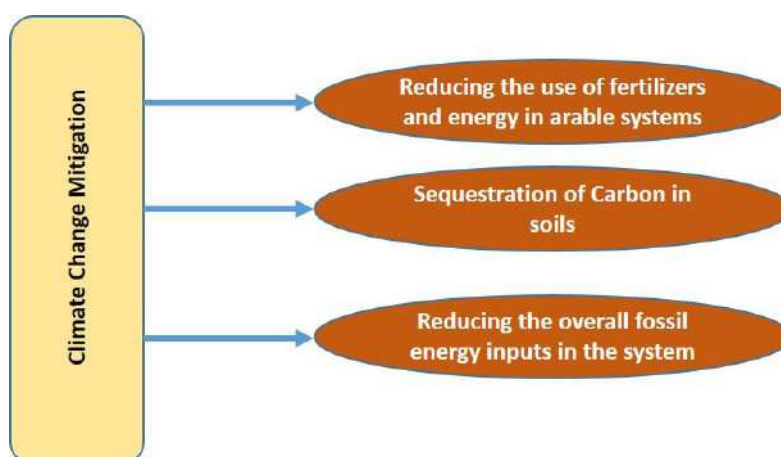 Climate Change Mitigation
Reducing the use of fertilizers
and energy in arable systems
Sequestration of Carbon in
soils
Reducing the overall fossil
energy inputs in the system